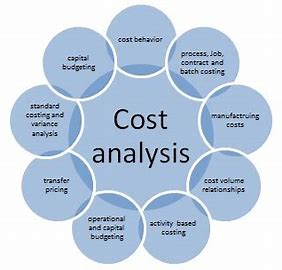 cost behavior
process, Job,
contract and
batch costing
manufactruing
costs
cost volume
relationships
activity based
costing
operational and
capital
budgeting
transfer
pricing
standard
costing and
variance
analysis
capital
budgeting
Cost
analysis